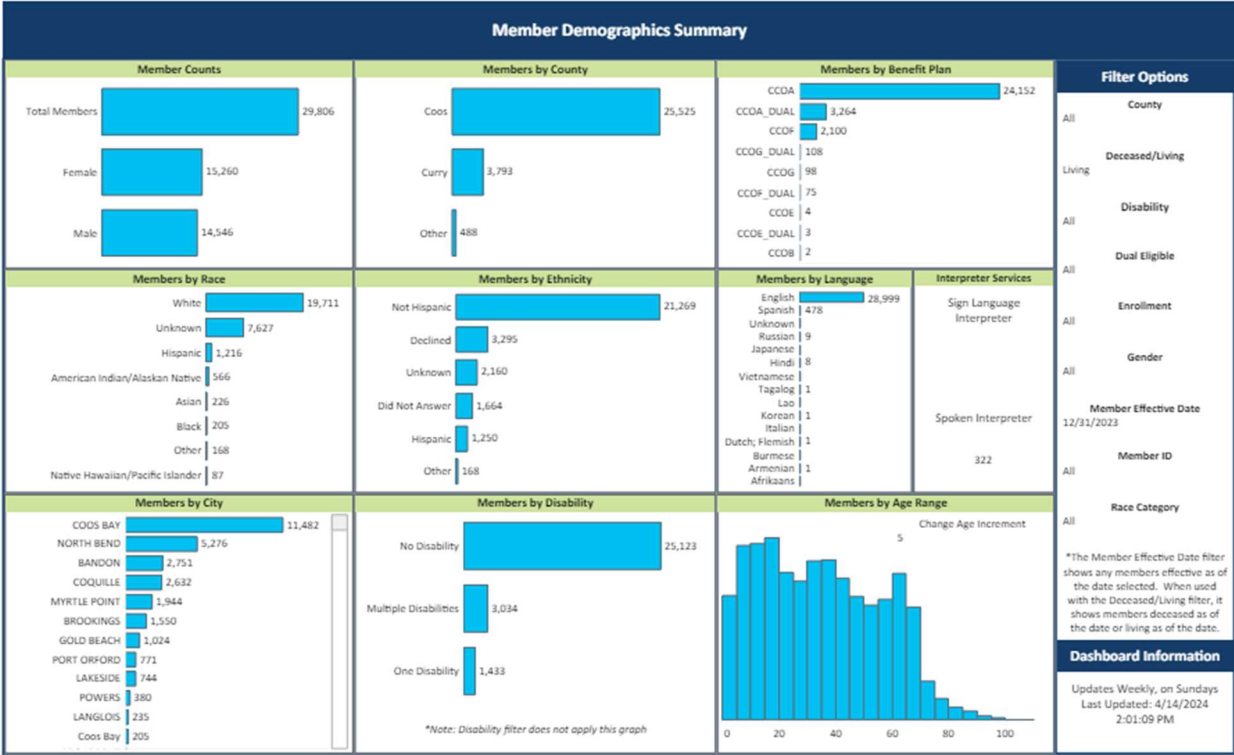 Member Demographics Summary
Member Counts
Total Members 29,806
Female 15,260
Male 14,546
Members by County
Coos 25,525
Curry 3,793
Other 488
Members by Benefit Plan
CCOA 24,152
CCOA_DUAL 3,264
CCOF 2,100
CCOG_DUAL 108
CCOG 98
CCOF_DUAL 75
CCOE 4
CCOE_DUAL 3
CCOB 2
Members by Race
White 19,711
Unknown 7,627
Hispanic 1,216
American Indian/Alaskan Native 566
Asian 226
Black 205
Other 168
Native Hawaiian/Pacific Islander 87
Members by Ethnicity
Not Hispanic 21,269
Declined 3,295
Unknown 2,160
Did Not Answer 1,664
Hispanic 1,250
Other 168
Members by Language
English 28,999
Spanish 478
Unknown
Russian 9
Japanese
Hindi 8
Vietnamese
Tagalog 1
Lao
Korean 1
Italian
Dutch; Flemish 1
Burmese
Armenian 1
Afrikaans
Interpreter Services
Sign Language
Interpreter
Spoken Interpreter
322
Members by City
COOS BAY 11,482
NORTH BEND 5,276
BANDON 2,751
COQUILLE 2,632
MYRTLE POINT 1,944
BROOKINGS 1,550
GOLD BEACH 1,024
PORT ORFORD 771
LAKESIDE 744
POWERS 380
LANGLOIS 235
Coos Bay 205
Members by Disability
No Disability 25,123
Multiple Disabilities 3,034
One Disability 1,433
*Note: Disability filter does not apply this graph
Members by Age Range
Change Age Increment
5
0 20 40 60 80 100
Filter Options
County
All
Deceased/Living
Living
Disability
All
Dual Eligible
All
Enrollment
All
Gender
All
Member Effective Date
12/31/2023
Member ID
All
Race Category
All
*The Member Effective Date filter
shows any members effective as of
the date selected. When used
with the Deceased/Living filter, it
shows members deceased as of
the date or living as of the date.
Dashboard Information
Updates Weekly, on Sundays
Last Updated: 4/14/2024
2:01:09 PM